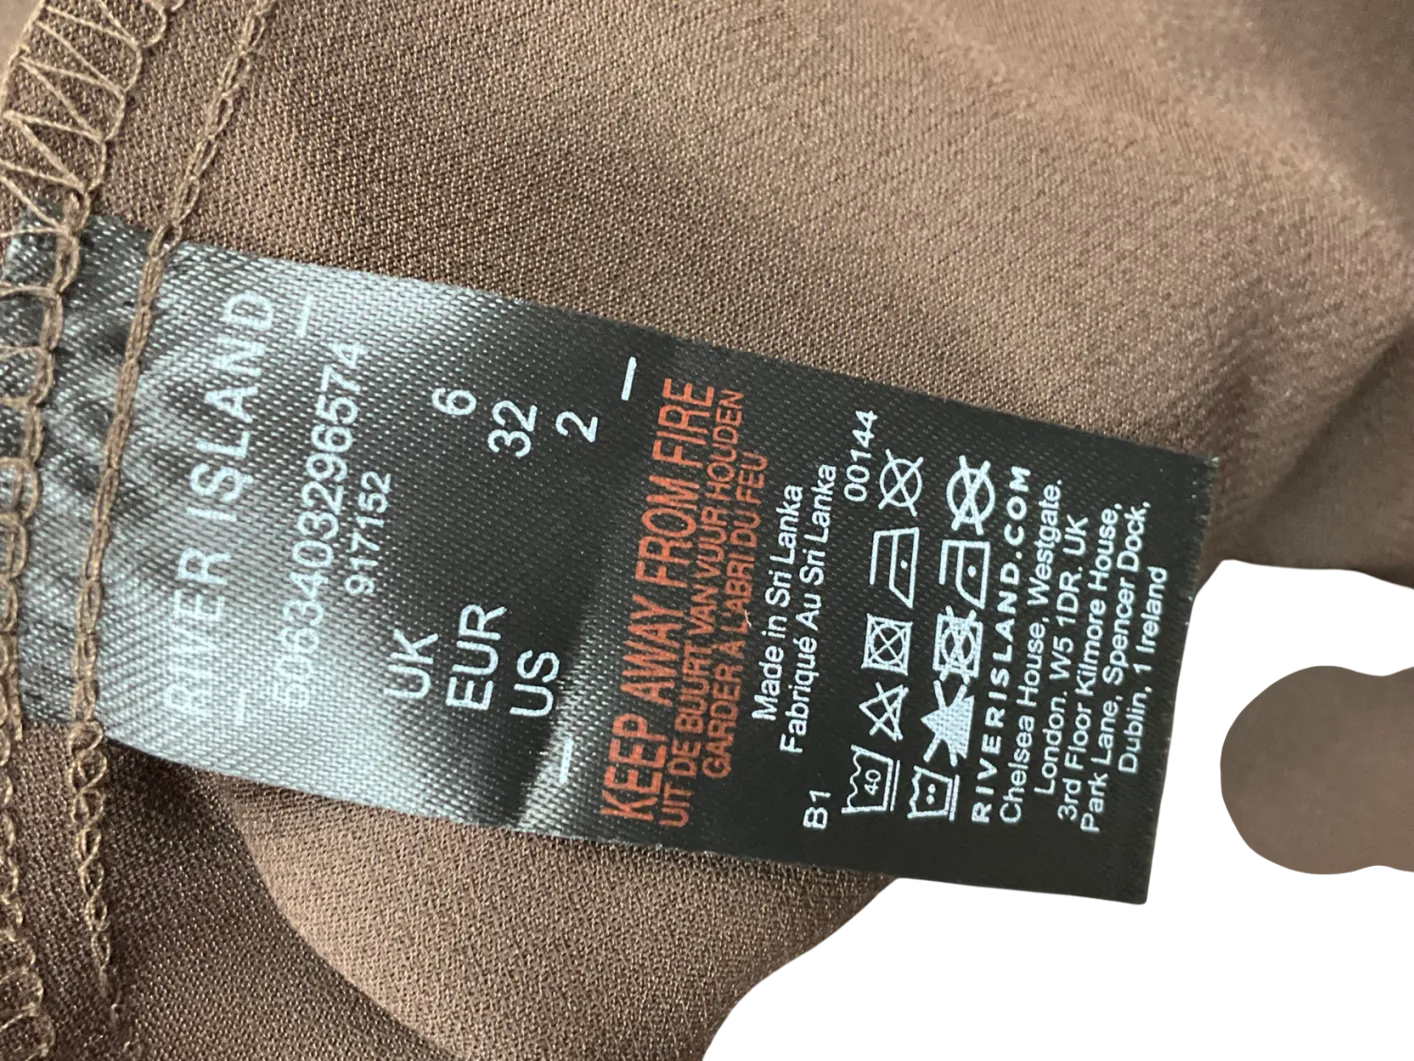 RIVER ISLAND
917152
UK 6
EUR 32
US 2
KEEP AWAY FROM FIRE
UIT DE BUURT VAN VUUR HOUDEN
GARDER À L'ABRI DU FEU
Made in Sri Lanka
Fabriqué Au Sri Lanka
B1 00144
40
RIVERISLAND.COM
Chelsea House, Westgate.
London. W5 1DR. UK
3rd Floor Kilmore House,
Park Lane, Spencer Dock,
Dublin, 1 Ireland